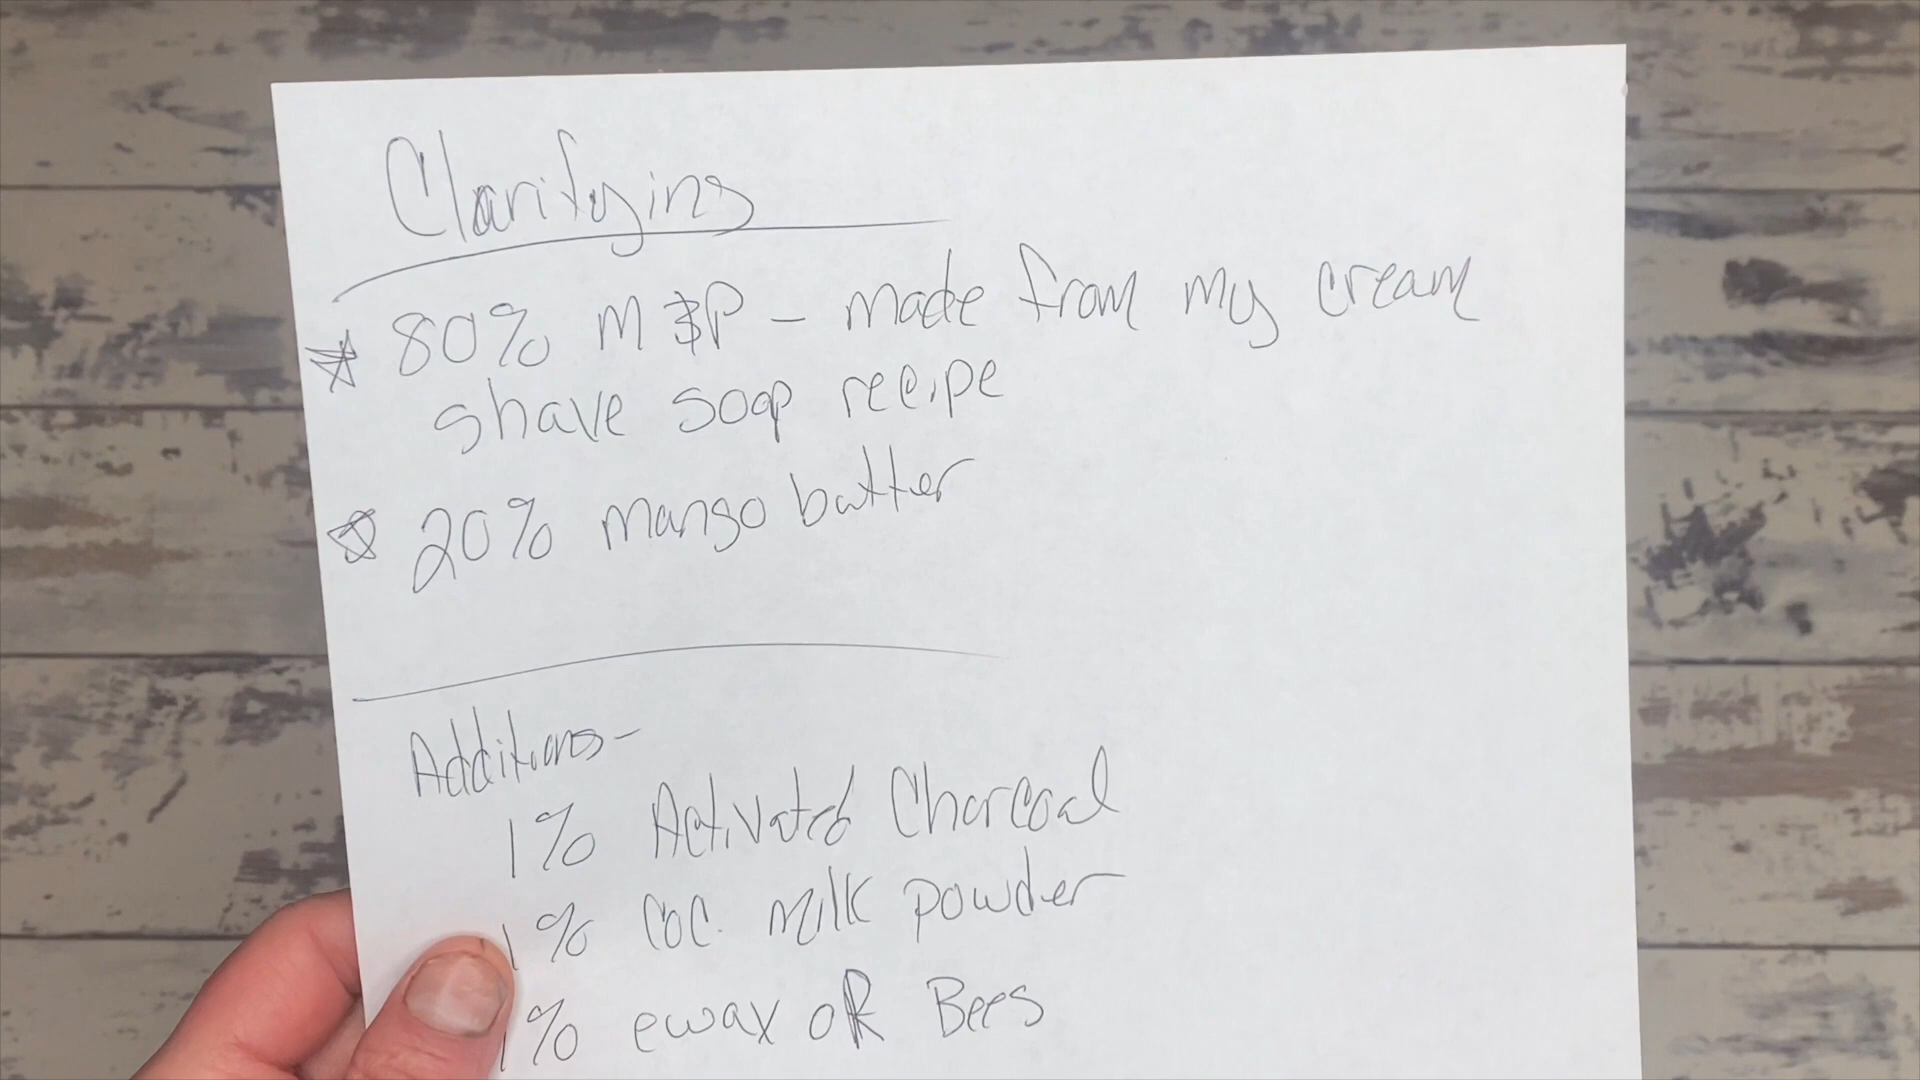 Clarifying
80% M&P - made from my cream
shave soap recipe
20% mango butter
Additions-
1% Activated Charcoal
1% Coc. Milk powder
1% ewax oR Bees